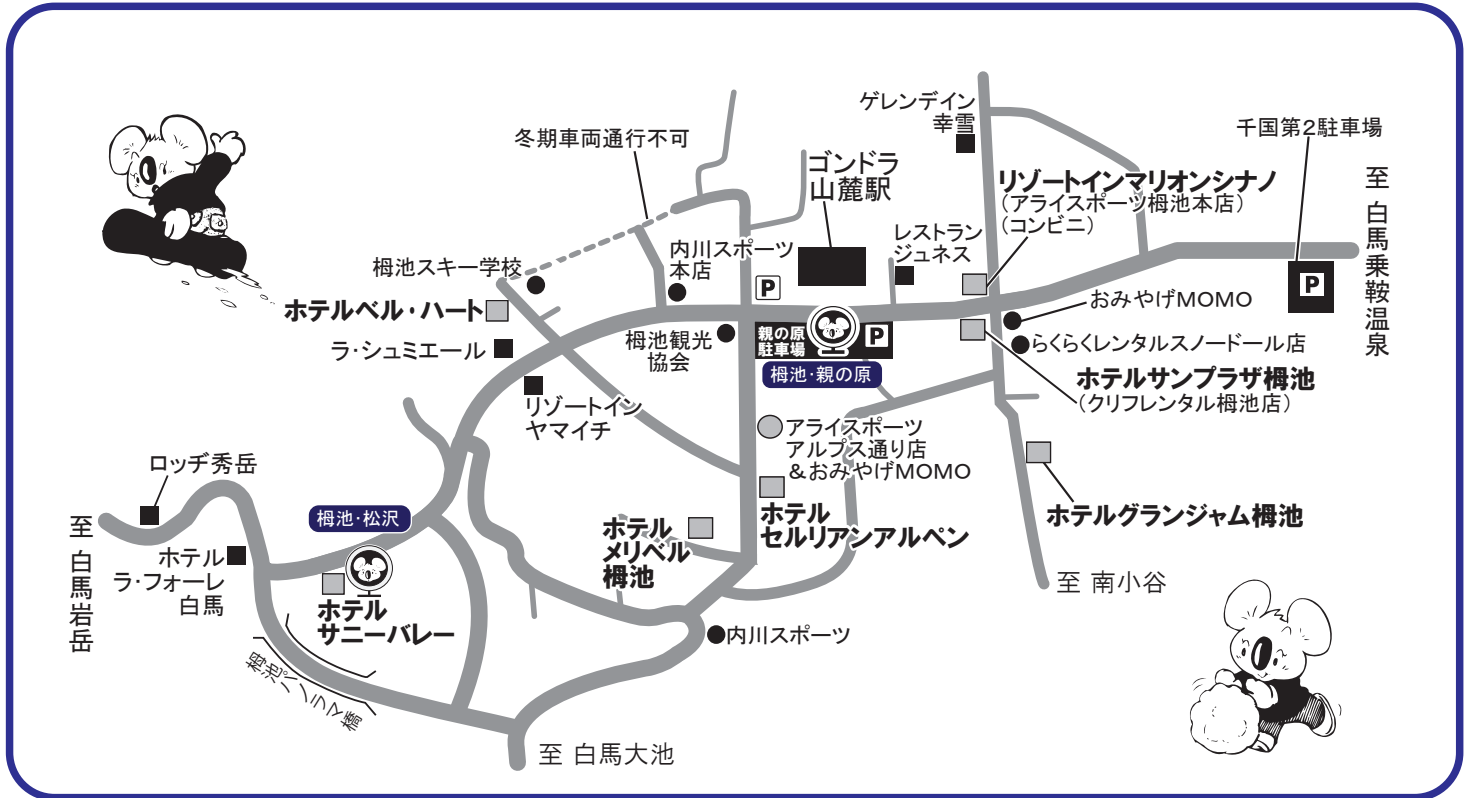 冬期車両通行不可
ゲレンデイン
幸雪
千国第2駐車場
至 白馬乗鞍温泉
ゴンドラ
山麓駅
リゾートインマリオンシナノ
（アライスポーツ栂池本店）
（コンビニ）
レストラン
ジュネス
内川スポーツ
本店
栂池スキー学校
P
P
おみやげMOMO
ホテルベル・ハート
栂池観光
協会
親の原
駐車場
P
らくらくレンタルスノードール店
ラ・シュミエール
栂池・親の原
ホテルサンプラザ栂池
（クリフレンタル栂池店）
リゾートイン
ヤマイチ
アライスポーツ
アルプス通り店
＆おみやげMOMO
ロッヂ秀岳
栂池・松沢
ホテル
セルリアンアルペン
ホテルグランジャム栂池
至 白馬岩岳
ホテル
メリベル
栂池
ホテル
ラ・フォーレ
白馬
至 南小谷
ホテル
サニーバレー
内川スポーツ
栂池パノラマ橋
至 白馬大池